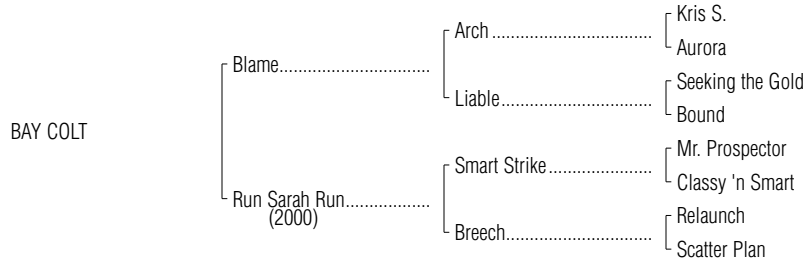 Kris S.
Arch
Aurora
Blame
Seeking the Gold
Liable
Bound
BAY COLT
Mr. Prospector
Smart Strike
Classy 'n Smart
Run Sarah Run
(2000)
Relaunch
Breech
Scatter Plan